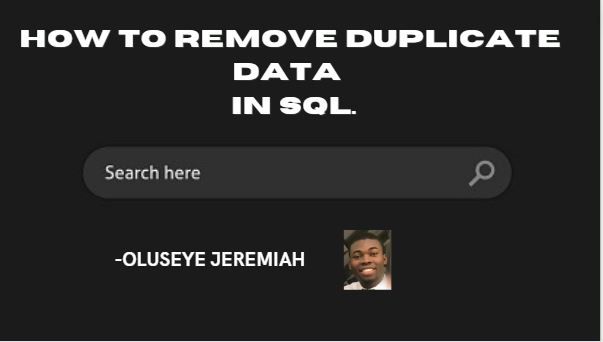 HOW TO REMOVE DUPLICATE
DATA
IN SQL.
Search here
-OLUSEYE JEREMIAH